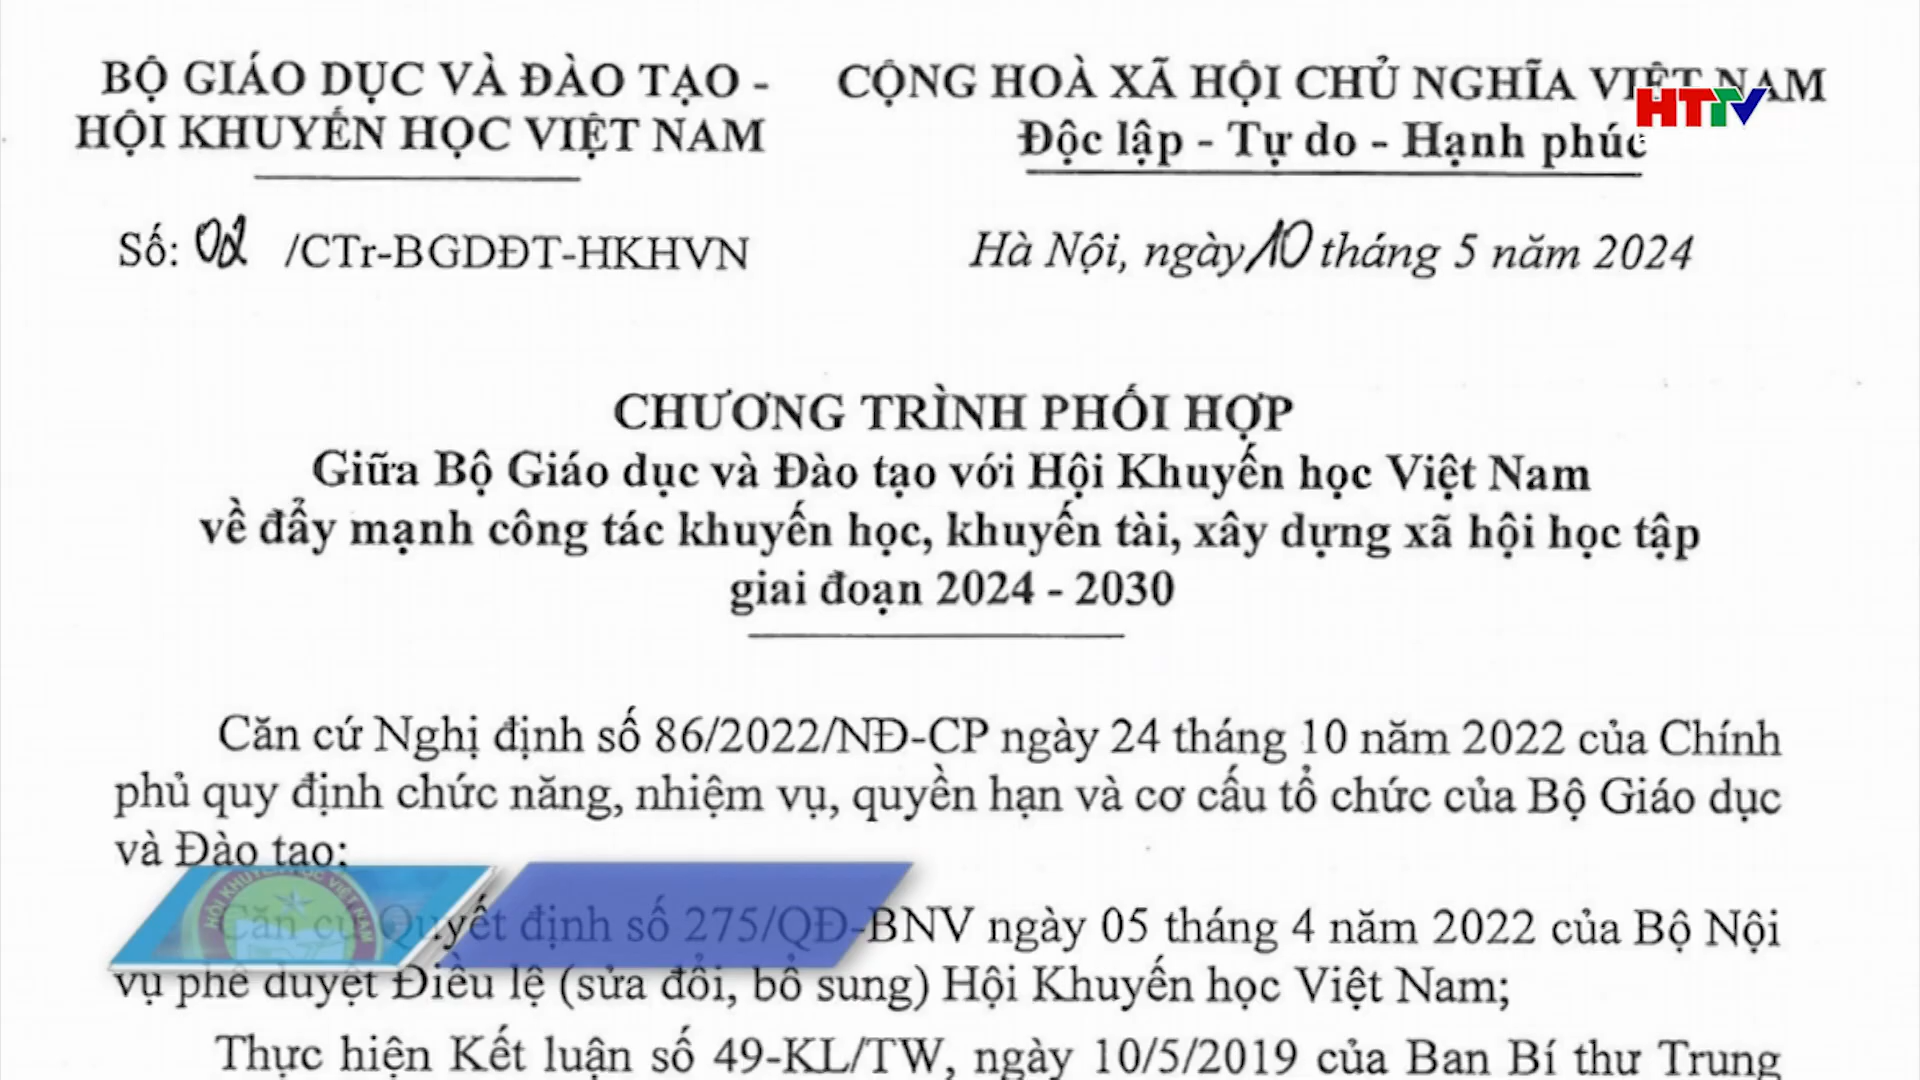 BỘ GIÁO DỤC VÀ ĐÀO TẠO -
HỘI KHUYẾN HỌC VIỆT NAM
CỘNG HOÀ XÃ HỘI CHỦ NGHĨA VIỆT NAM
Độc lập - Tự do - Hạnh phúc
HTTV
Số: 02 /CTr-BGDĐT-HKHVN
Hà Nội, ngày 10 tháng 5 năm 2024
CHƯƠNG TRÌNH PHỐI HỢP
Giữa Bộ Giáo dục và Đào tạo với Hội Khuyến học Việt Nam
về đẩy mạnh công tác khuyến học, khuyến tài, xây dựng xã hội học tập
giai đoạn 2024 - 2030
Căn cứ Nghị định số 86/2022/NĐ-CP ngày 24 tháng 10 năm 2022 của Chính
phủ quy định chức năng, nhiệm vụ, quyền hạn và cơ cấu tổ chức của Bộ Giáo dục
và Đào tạo;
HỘI KHUYẾN HỌC VIỆT NAM
Căn cứ Quyết định số 275/QĐ-BNV ngày 05 tháng 4 năm 2022 của Bộ Nội
vụ phê duyệt Điều lệ (sửa đổi, bổ sung) Hội Khuyến học Việt Nam;
Thực hiện Kết luận số 49-KL/TW, ngày 10/5/2019 của Ban Bí thư Trung